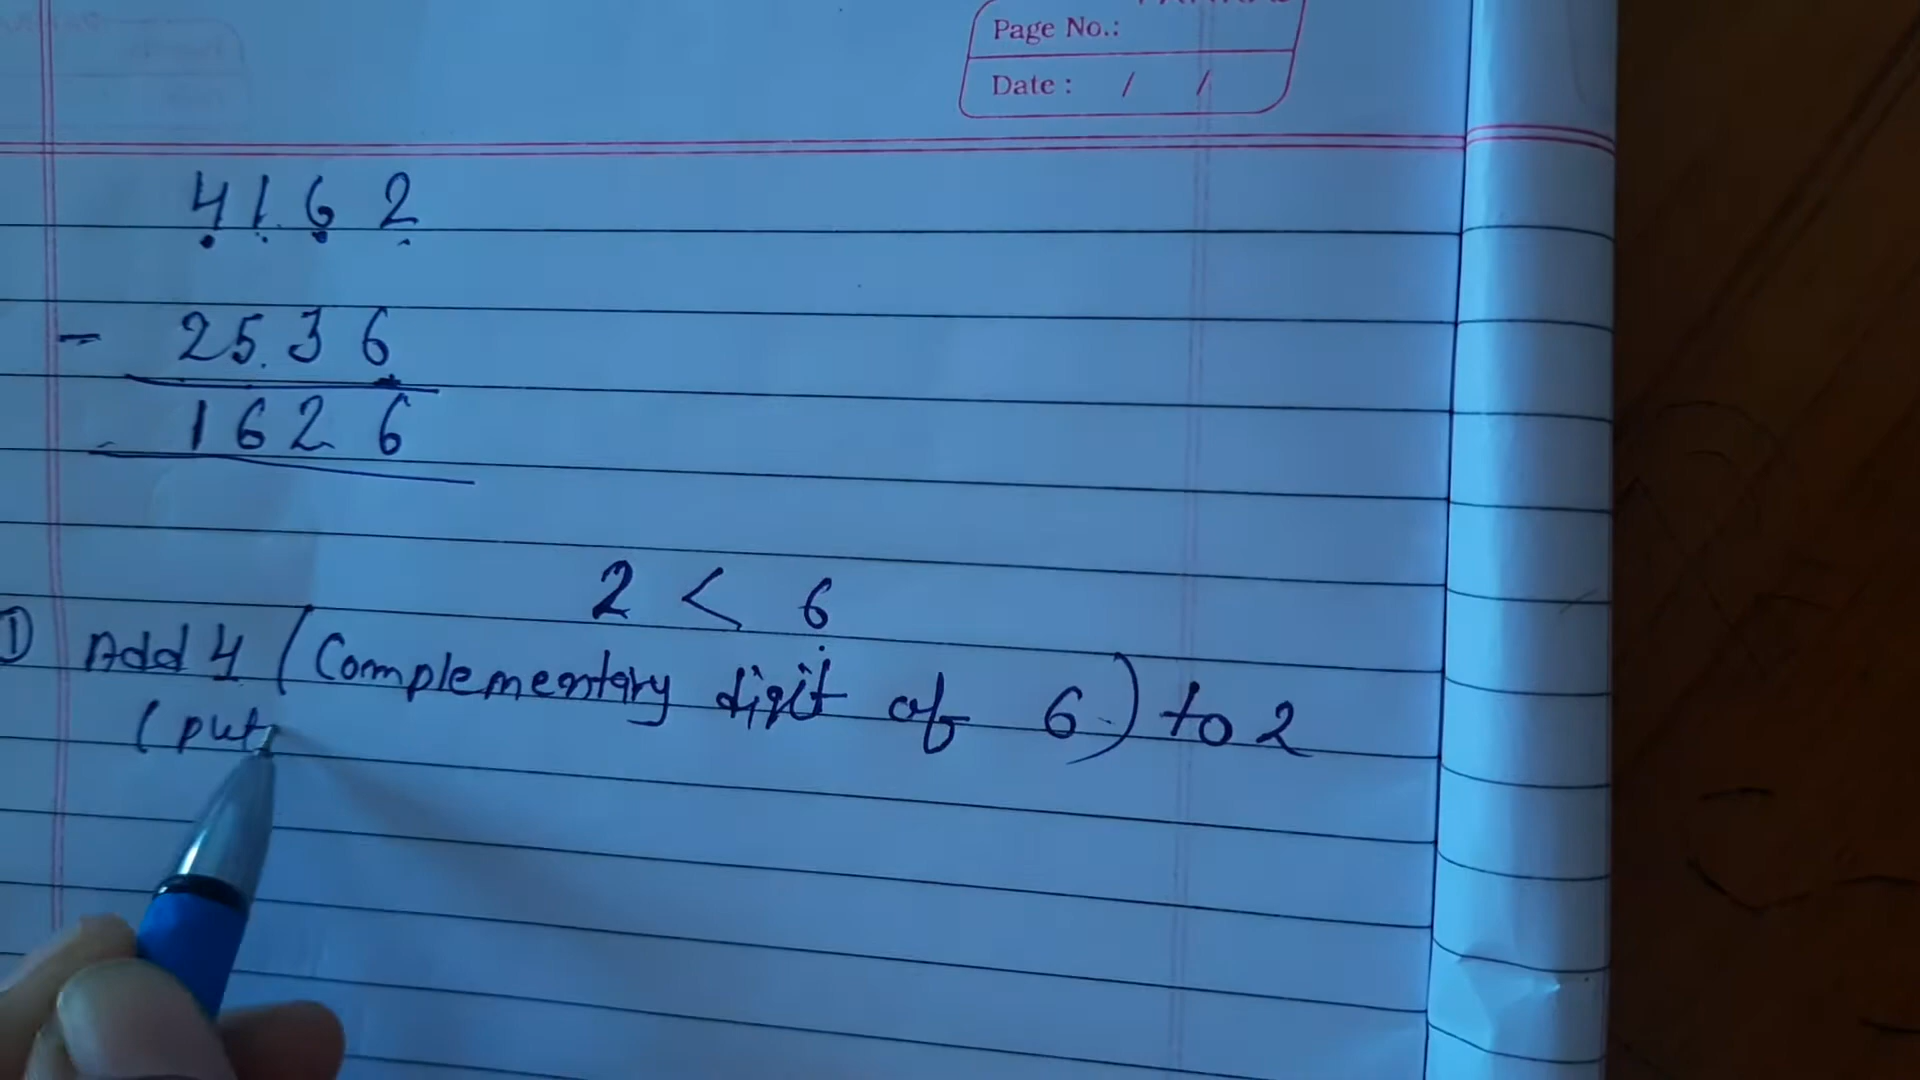 Page No.:
Date : / /
4162
- 2536
1626
2 < 6
① Add 4 (Complementary digit of 6) to 2
(put